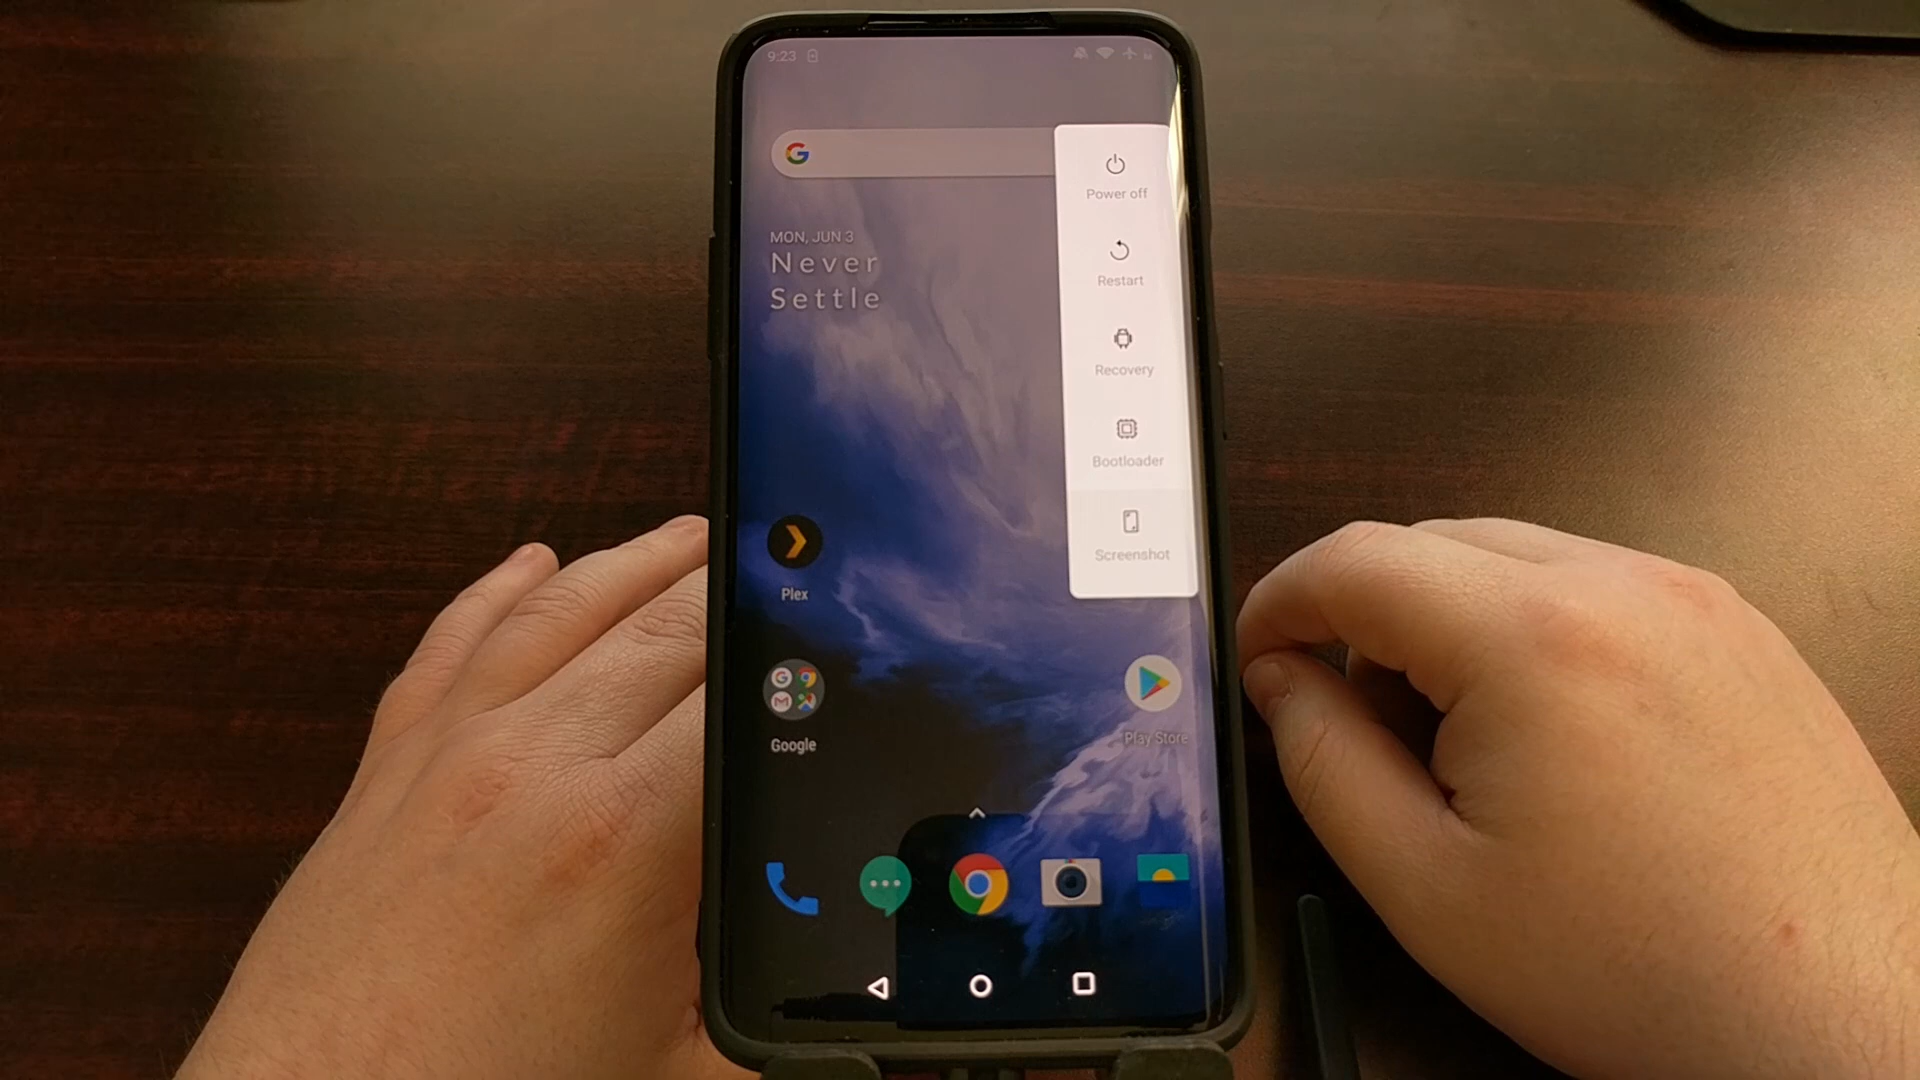 9:23
MON, JUN 3
Never
Settle
Power off
Restart
Recovery
Bootloader
Screenshot
Plex
Google
Play Store